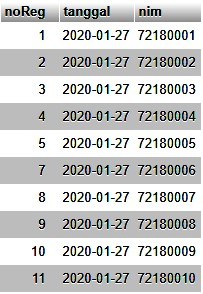 noReg tanggal nim
1 2020-01-27 72180001
2 2020-01-27 72180002
3 2020-01-27 72180003
4 2020-01-27 72180004
5 2020-01-27 72180005
7 2020-01-27 72180006
8 2020-01-27 72180007
9 2020-01-27 72180008
10 2020-01-27 72180009
11 2020-01-27 72180010